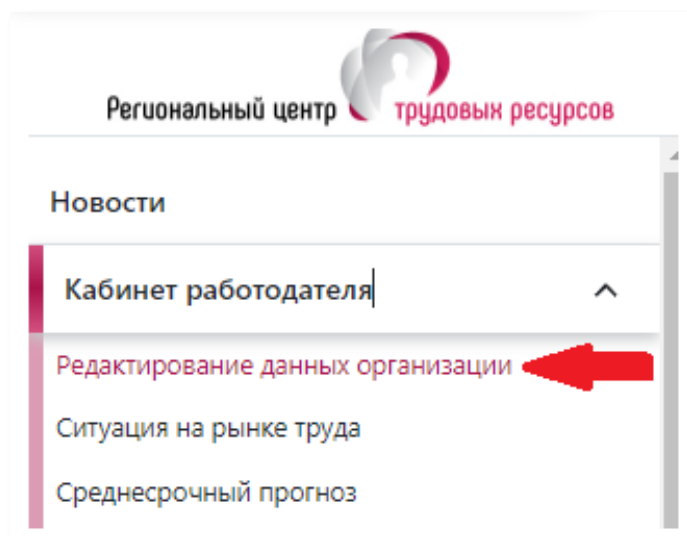 Региональный центр трудовых ресурсов
Новости
Кабинет работодателя
Редактирование данных организации
Ситуация на рынке труда
Среднесрочный прогноз